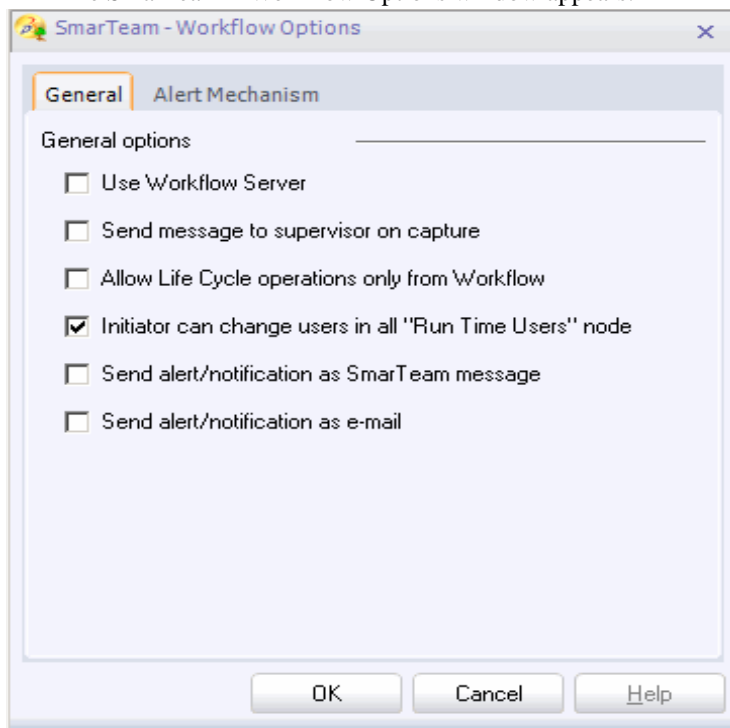 SmarTeam - Workflow Options
General Alert Mechanism
General options
Use Workflow Server
Send message to supervisor on capture
Allow Life Cycle operations only from Workflow
Initiator can change users in all "Run Time Users" node
Send alert/notification as SmarTeam message
Send alert/notification as e-mail
OK Cancel Help